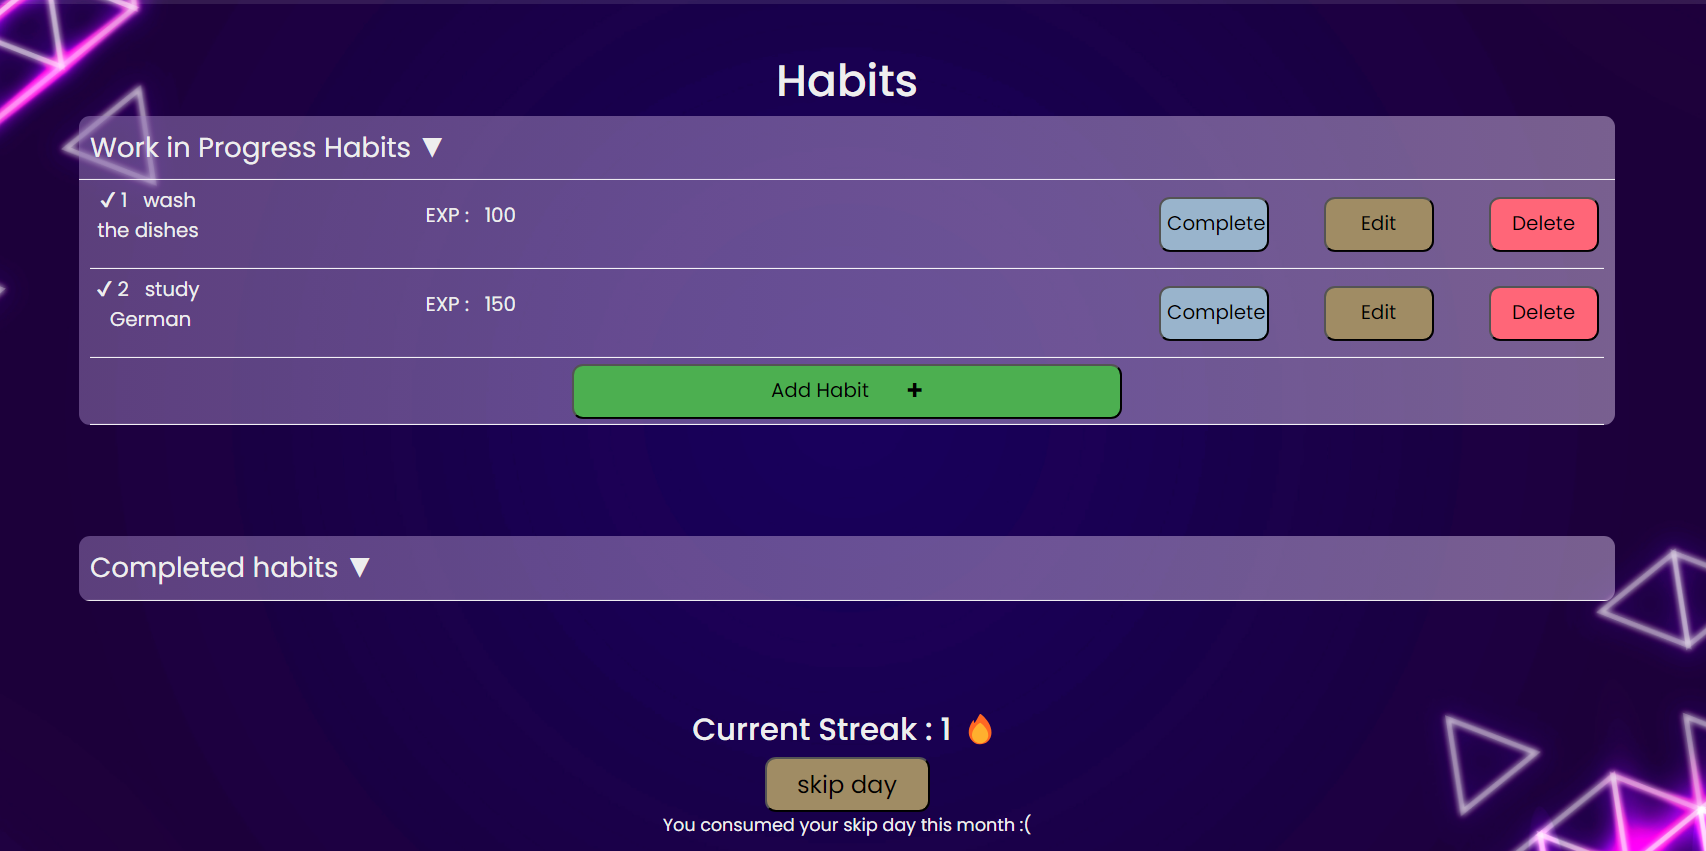 Habits
Work in Progress Habits ▼
✓1 wash
the dishes
EXP : 100
Complete
Edit
Delete
✓2 study
German
EXP : 150
Complete
Edit
Delete
Add Habit +
Completed habits ▼
Current Streak : 1 🔥
skip day
You consumed your skip day this month :(